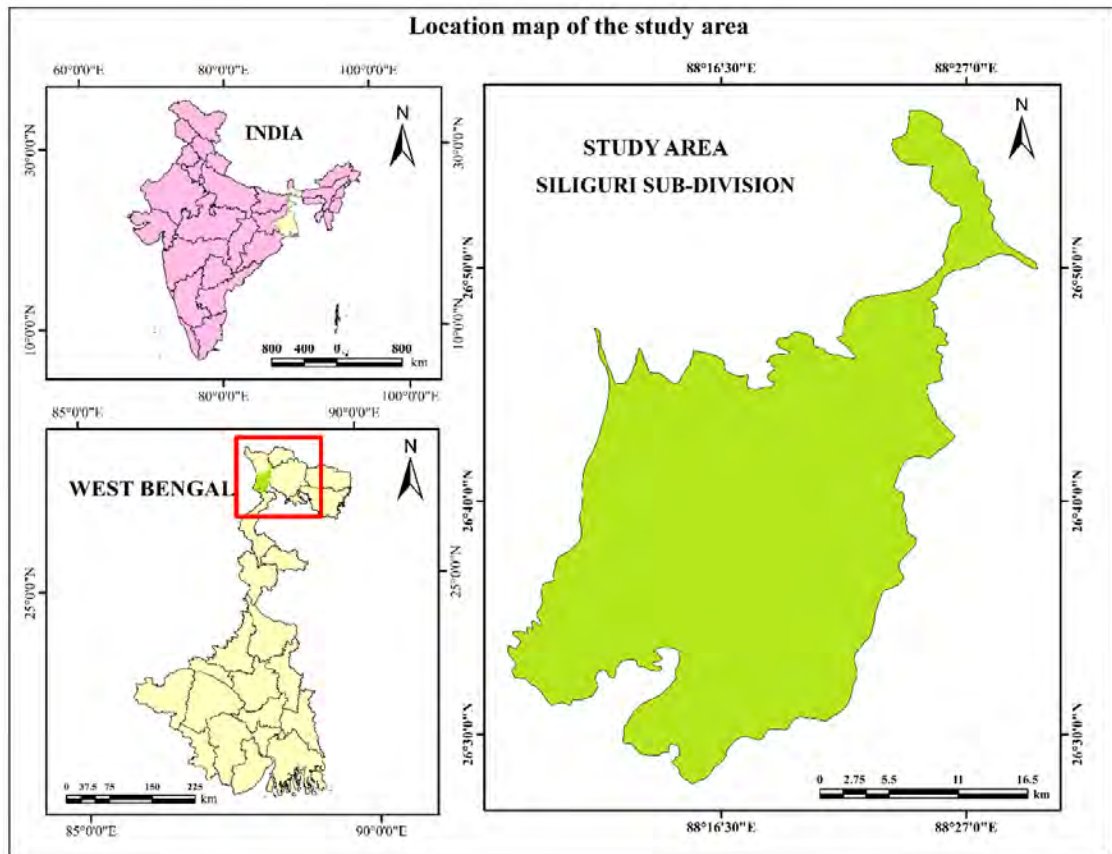 Location map of the study area
60°0'0"E 80°0'0"E 100°0'0"E
30°0'0"N
10°0'0"N
INDIA
N
30°0'0"N
10°0'0"N
800 400 0 800
km
80°0'0"E 100°0'0"E
85°0'0"E 90°0'0"E
25°0'0"N
WEST BENGAL
N
25°0'0"N
0 37.5 75 150 225
km
85°0'0"E 90°0'0"E
88°16'30"E 88°27'0"E
STUDY AREA
SILIGURI SUB-DIVISION
N
26°50'0"N
26°40'0"N
26°30'0"N
26°50'0"N
26°40'0"N
26°30'0"N
0 2.75 5.5 11 16.5
km
88°16'30"E 88°27'0"E